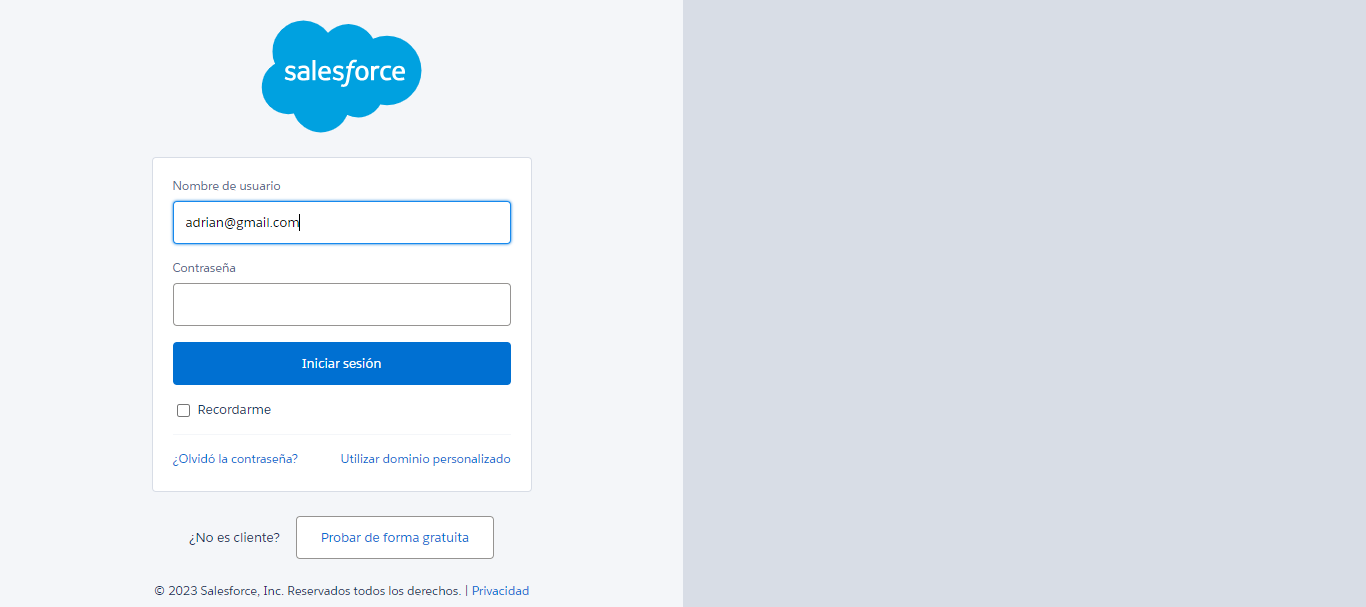 salesforce
Nombre de usuario
adrian@gmail.com
Contraseña
Iniciar sesión
Recordarme
¿Olvidó la contraseña? Utilizar dominio personalizado
¿No es cliente? Probar de forma gratuita
© 2023 Salesforce, Inc. Reservados todos los derechos. | Privacidad